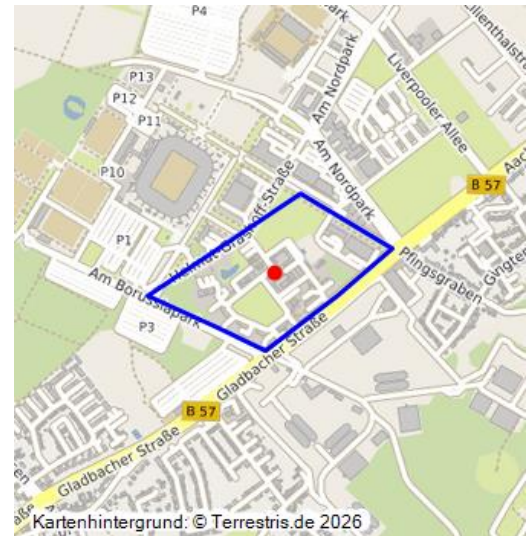 P4
P13
P12
P11
P10
P1
P3
Am Nordpark
Am Nordpark
Liverpooler Allee
B 57
Pfingsgraben
Helmut-Grashoff-Straße
Am Borussiapark
Gladbacher Straße
B 57
Gladbacher Straße
Kartenhintergrund: © Terrestris.de 2026